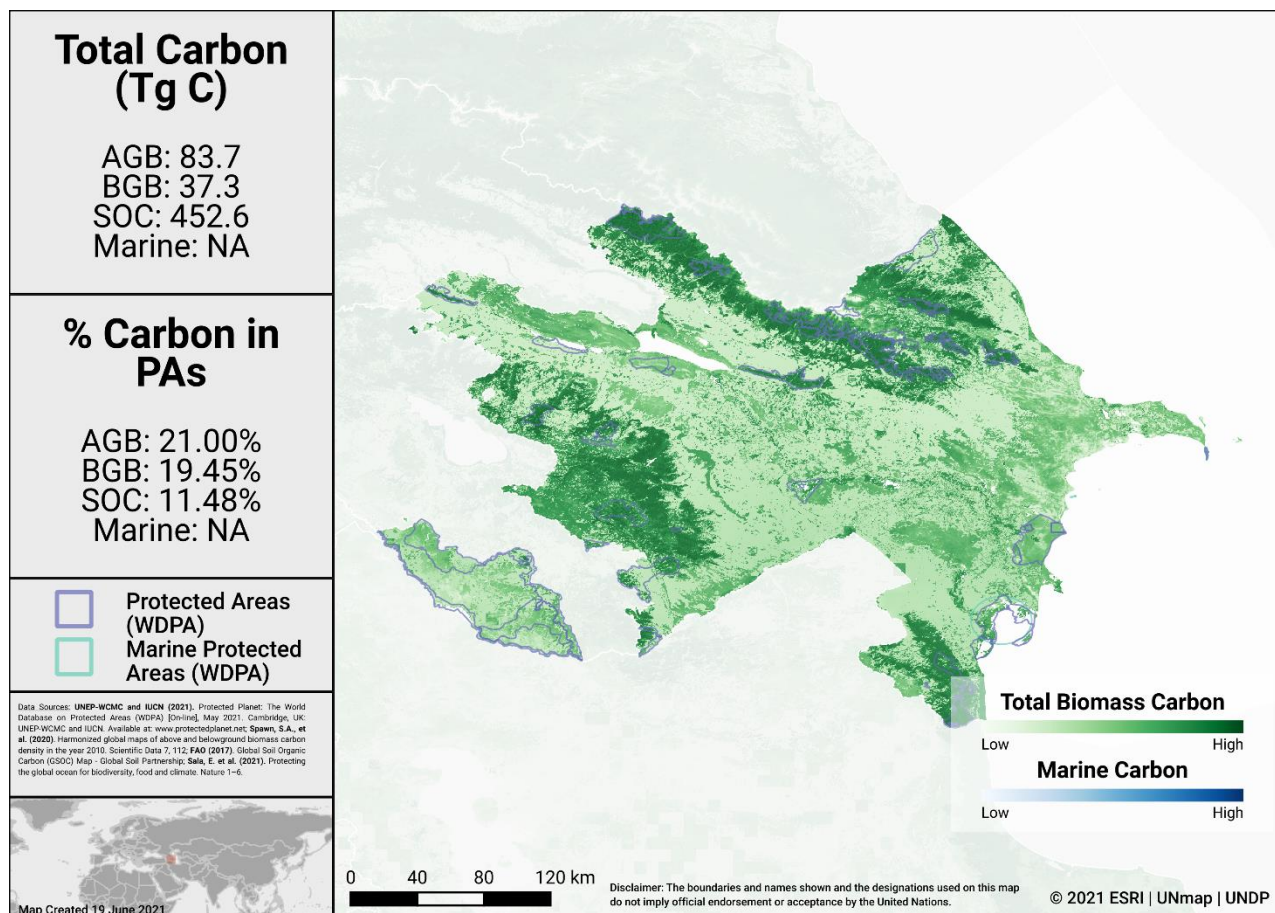 Total Carbon
(Tg C)
AGB: 83.7
BGB: 37.3
SOC: 452.6
Marine: NA
% Carbon in
PAs
AGB: 21.00%
BGB: 19.45%
SOC: 11.48%
Marine: NA
Protected Areas
(WDPA)
Marine Protected
Areas (WDPA)
Data Sources: UNEP-WCMC and IUCN (2021). Protected Planet: The World
Database on Protected Areas (WDPA) [On-line], May 2021. Cambridge, UK:
UNEP-WCMC and IUCN. Available at: www.protectedplanet.net; Spawn, S.A., et
al. (2020). Harmonized global maps of above and belowground biomass carbon
density in the year 2010. Scientific Data 7, 112; FAO (2017). Global Soil Organic
Carbon (GSOC) Map - Global Soil Partnership; Sala, E. et al. (2021). Protecting
the global ocean for biodiversity, food and climate. Nature 1–6.
Map Created 19 June 2021
Total Biomass Carbon
Low High
Marine Carbon
Low High
0 40 80 120 km
Disclaimer: The boundaries and names shown and the designations used on this map
do not imply official endorsement or acceptance by the United Nations.
© 2021 ESRI | UNmap | UNDP